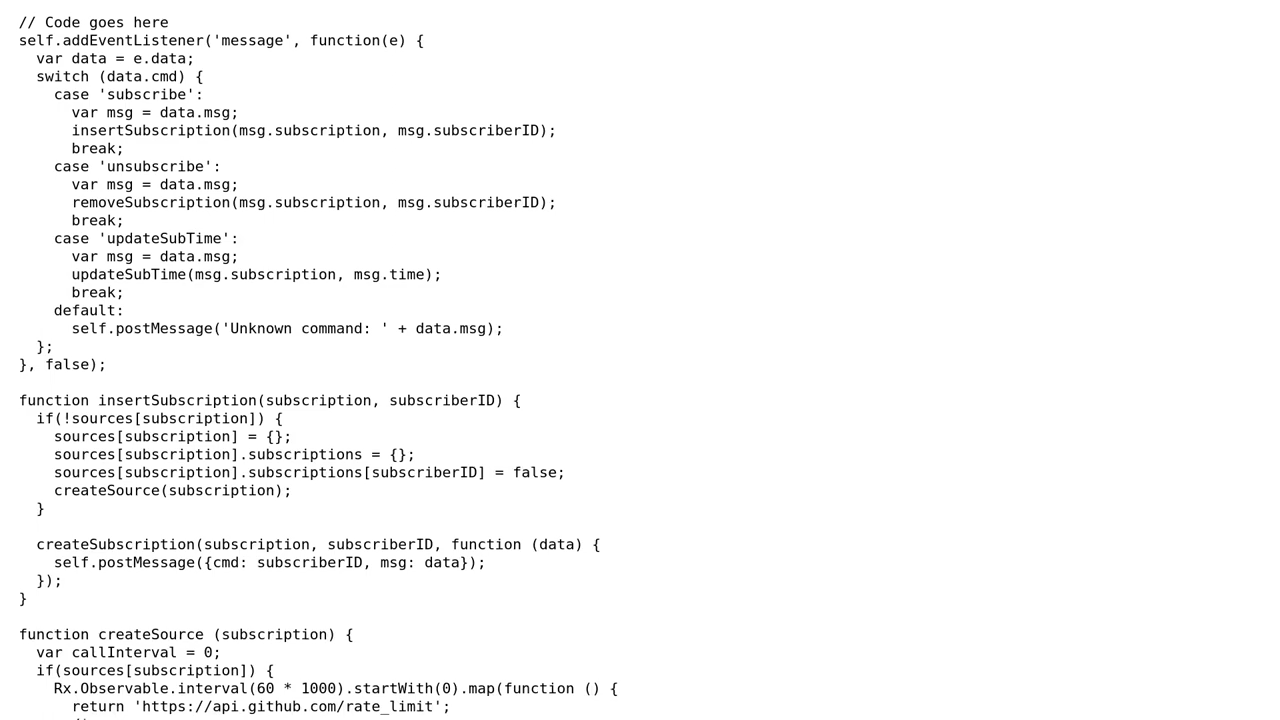 // Code goes here
self.addEventListener('message', function(e) {
  var data = e.data;
  switch (data.cmd) {
    case 'subscribe':
      var msg = data.msg;
      insertSubscription(msg.subscription, msg.subscriberID);
      break;
    case 'unsubscribe':
      var msg = data.msg;
      removeSubscription(msg.subscription, msg.subscriberID);
      break;
    case 'updateSubTime':
      var msg = data.msg;
      updateSubTime(msg.subscription, msg.time);
      break;
    default:
      self.postMessage('Unknown command: ' + data.msg);
  };
}, false);

function insertSubscription(subscription, subscriberID) {
  if(!sources[subscription]) {
    sources[subscription] = {};
    sources[subscription].subscriptions = {};
    sources[subscription].subscriptions[subscriberID] = false;
    createSource(subscription);
  }

  createSubscription(subscription, subscriberID, function (data) {
    self.postMessage({cmd: subscriberID, msg: data});
  });
}

function createSource (subscription) {
  var callInterval = 0;
  if(sources[subscription]) {
    Rx.Observable.interval(60 * 1000).startWith(0).map(function () {
      return 'https://api.github.com/rate_limit';